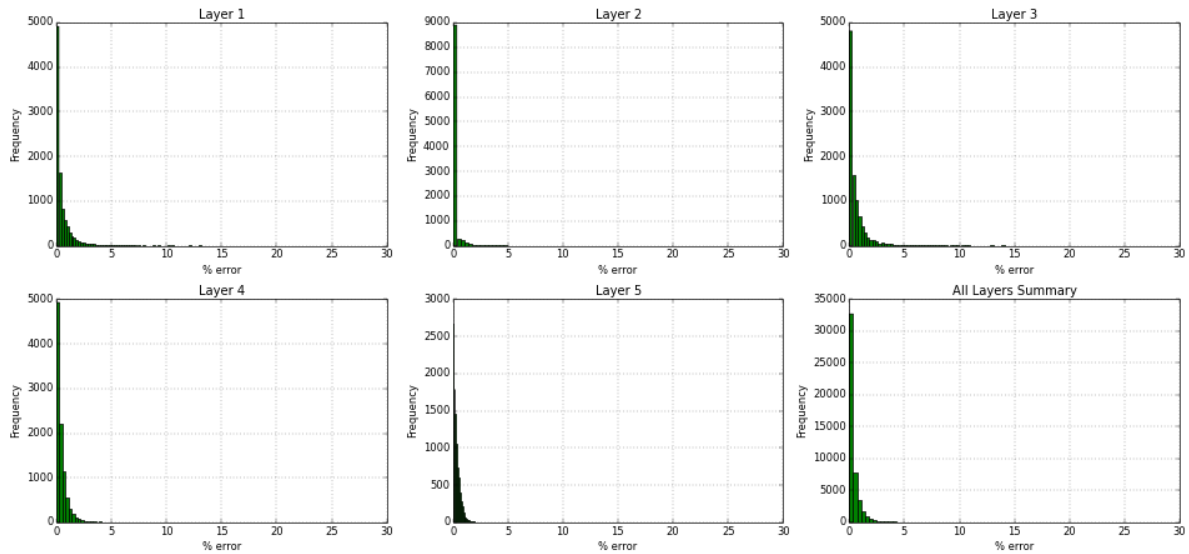 Layer 1
5000
4000
3000
2000
1000
0
Frequency
0 5 10 15 20 25 30
% error
Layer 2
9000
8000
7000
6000
5000
4000
3000
2000
1000
0
Frequency
0 5 10 15 20 25 30
% error
Layer 3
5000
4000
3000
2000
1000
0
Frequency
0 5 10 15 20 25 30
% error
Layer 4
5000
4000
3000
2000
1000
0
Frequency
0 5 10 15 20 25 30
% error
Layer 5
3000
2500
2000
1500
1000
500
0
Frequency
0 5 10 15 20 25 30
% error
All Layers Summary
35000
30000
25000
20000
15000
10000
5000
0
Frequency
0 5 10 15 20 25 30
% error